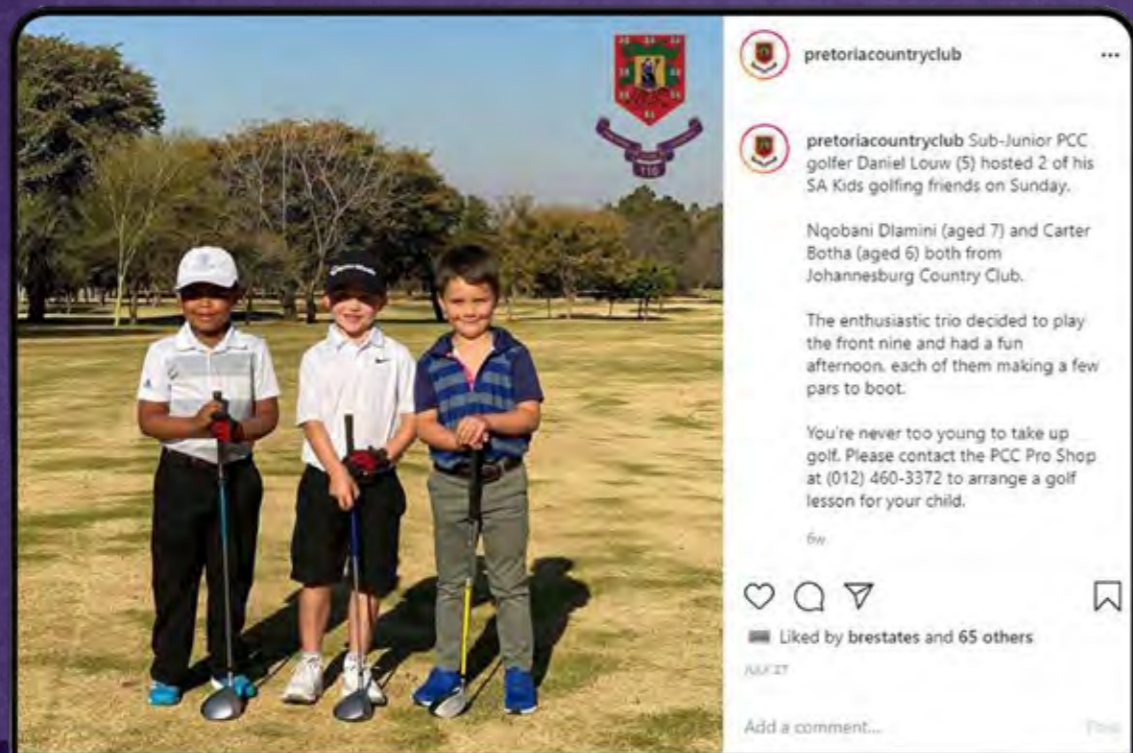 pretoriacountryclub
pretoriacountryclub Sub-Junior PCC
golfer Daniel Louw (5) hosted 2 of his
SA Kids golfing friends on Sunday.
Nqobani Dlamini (aged 7) and Carter
Botha (aged 6) both from
Johannesburg Country Club.
The enthusiastic trio decided to play
the front nine and had a fun
afternoon, each of them making a few
pars to boot.
You're never too young to take up
golf. Please contact the PCC Pro Shop
at (012) 460-3372 to arrange a golf
lesson for your child.
6w
Liked by brestates and 65 others
JULY 27
Add a comment...
Post
110